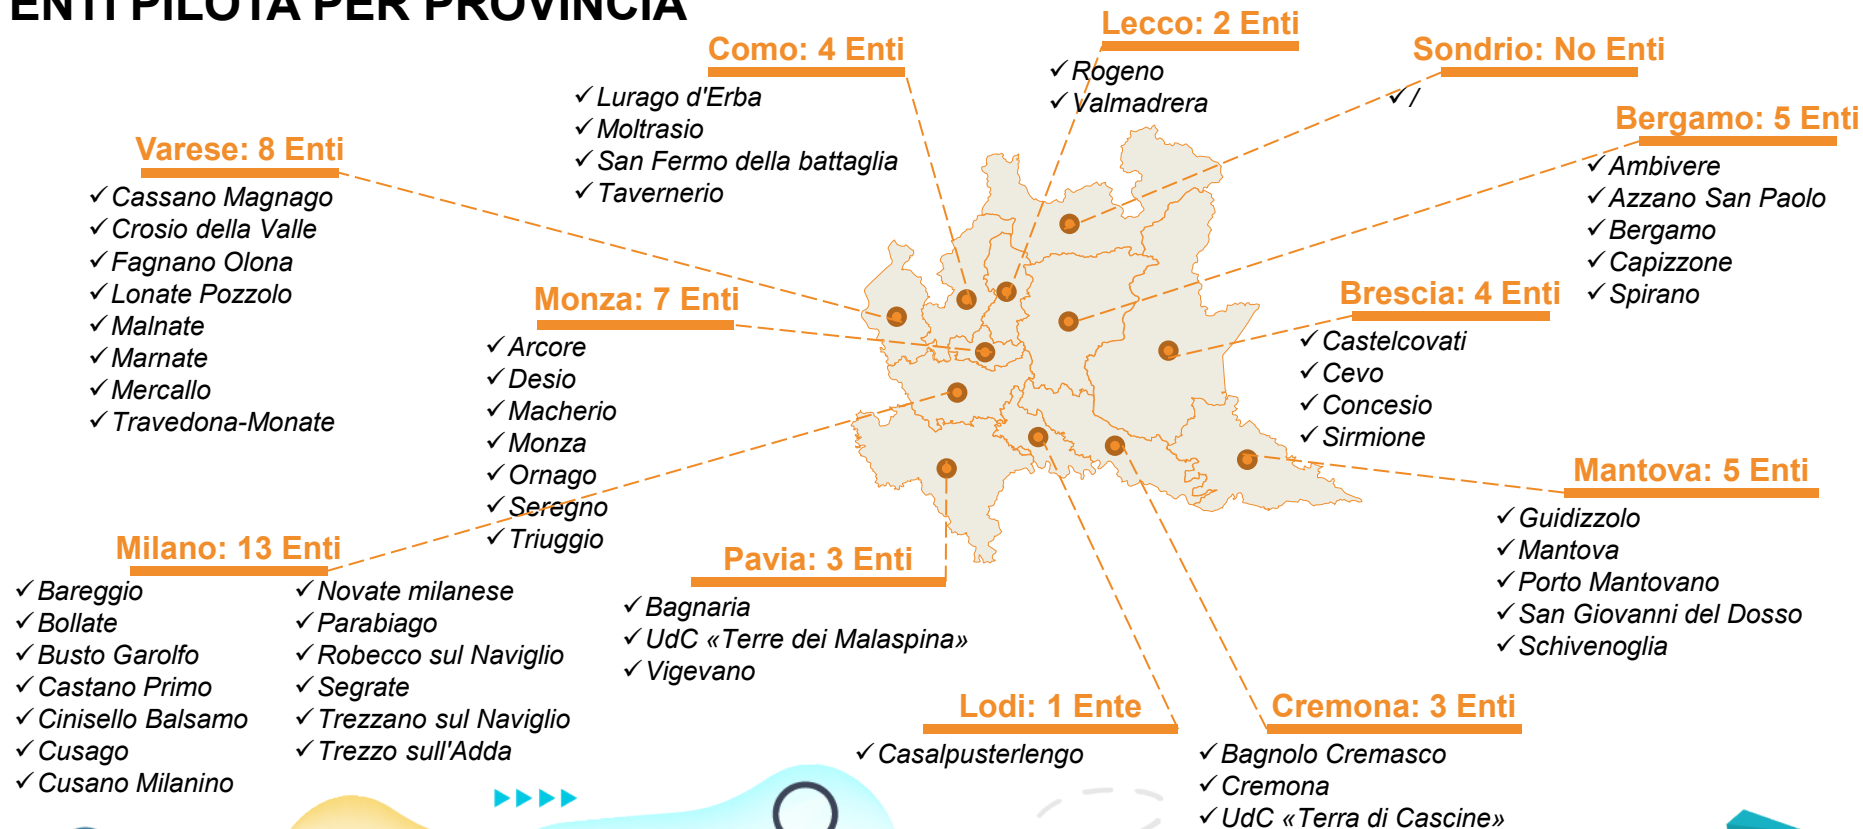 ENTI PILOTA PER PROVINCIA
Lecco: 2 Enti
✓ Rogeno
✓ Valmadrera
Como: 4 Enti
✓ Lurago d'Erba
✓ Moltrasio
✓ San Fermo della battaglia
✓ Tavernerio
Sondrio: No Enti
✓ /
Bergamo: 5 Enti
✓ Ambivere
✓ Azzano San Paolo
✓ Bergamo
✓ Capizzone
✓ Spirano
Varese: 8 Enti
✓ Cassano Magnago
✓ Crosio della Valle
✓ Fagnano Olona
✓ Lonate Pozzolo
✓ Malnate
✓ Marnate
✓ Mercallo
✓ Travedona-Monate
Monza: 7 Enti
✓ Arcore
✓ Desio
✓ Macherio
✓ Monza
✓ Ornago
✓ Seregno
✓ Triuggio
Brescia: 4 Enti
✓ Castelcovati
✓ Cevo
✓ Concesio
✓ Sirmione
Mantova: 5 Enti
✓ Guidizzolo
✓ Mantova
✓ Porto Mantovano
✓ San Giovanni del Dosso
✓ Schivenoglia
Milano: 13 Enti
✓ Bareggio
✓ Bollate
✓ Busto Garolfo
✓ Castano Primo
✓ Cinisello Balsamo
✓ Cusago
✓ Cusano Milanino
✓ Novate milanese
✓ Parabiago
✓ Robecco sul Naviglio
✓ Segrate
✓ Trezzano sul Naviglio
✓ Trezzo sull'Adda
Pavia: 3 Enti
✓ Bagnaria
✓ UdC «Terre dei Malaspina»
✓ Vigevano
Lodi: 1 Ente
✓ Casalpusterlengo
Cremona: 3 Enti
✓ Bagnolo Cremasco
✓ Cremona
✓ UdC «Terra di Cascine»